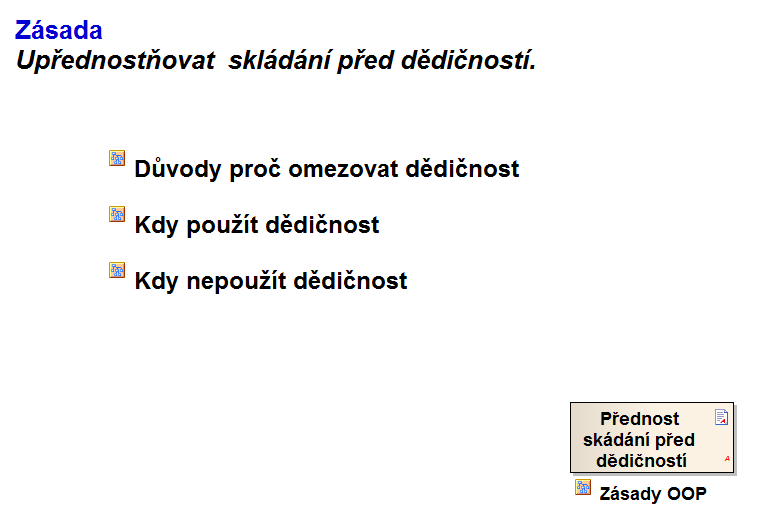 Zásada
Upřednostňovat skládání před dědičností.
Důvody proč omezovat dědičnost
Kdy použít dědičnost
Kdy nepoužít dědičnost
Přednost
skádání před
dědičností
A
Zásady OOP